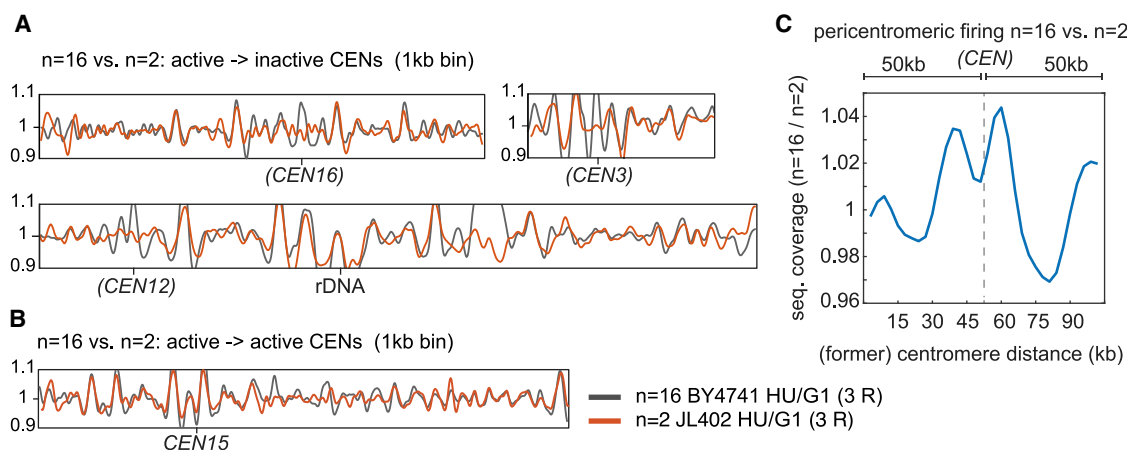 A
n=16 vs. n=2: active -> inactive CENs (1kb bin)
1.1
1
0.9
(CEN16)
1.1
1
0.9
(CEN3)
1.1
1
0.9
(CEN12)
rDNA
B
n=16 vs. n=2: active -> active CENs (1kb bin)
1.1
1
0.9
CEN15
n=16 BY4741 HU/G1 (3 R)
n=2 JL402 HU/G1 (3 R)
C
pericentromeric firing n=16 vs. n=2
50kb (CEN) 50kb
seq. coverage (n=16 / n=2)
1.04
1.02
1
0.98
0.96
15 30 45 60 75 90
(former) centromere distance (kb)